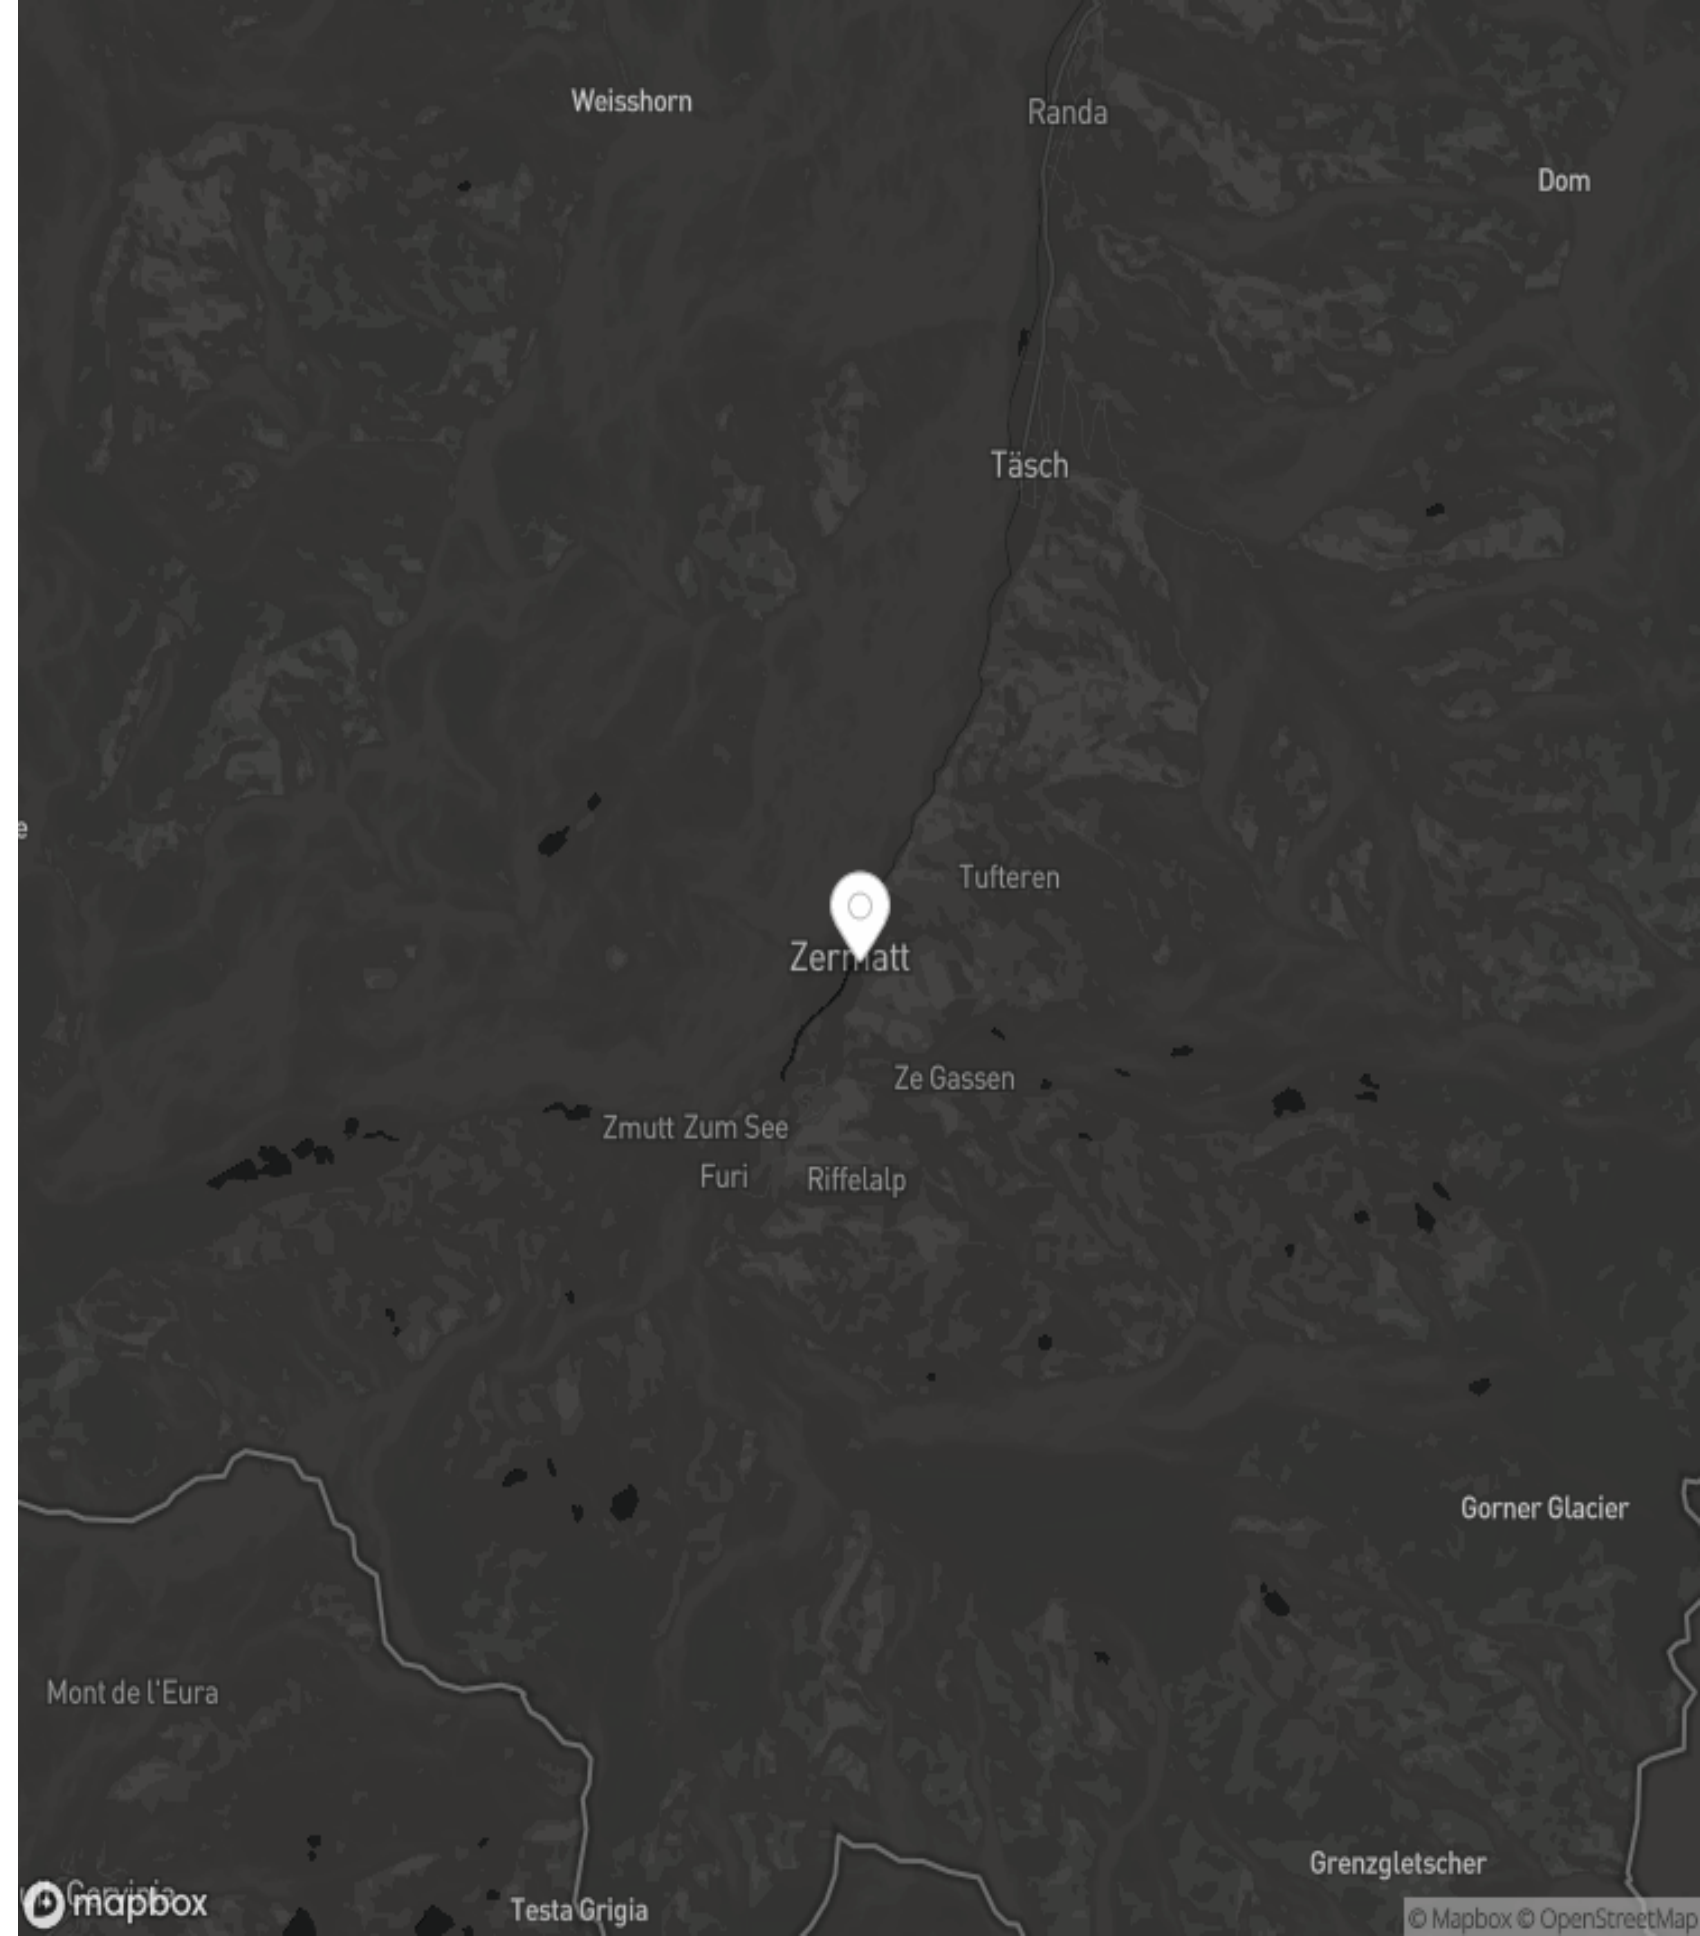 Weisshorn
Randa
Dom
Täsch
e
Tufteren
Zermatt
Ze Gassen
Zmutt Zum See
Furi
Riffelalp
Gorner Glacier
Mont de l'Eura
Grenzgletscher
mapbox
Testa Grigia
© Mapbox © OpenStreetMap